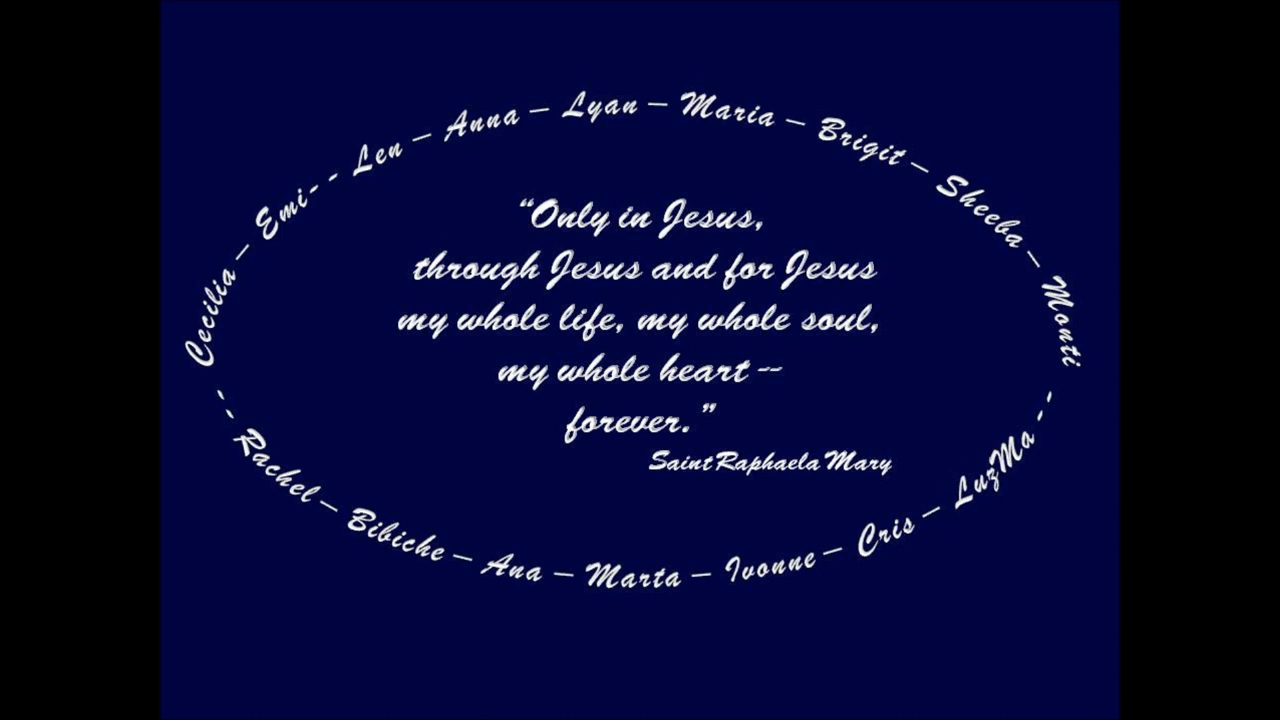 Cecilia – Emi- - Len – Anna – Lyan – Maria – Brigit – Sheeba – Monti
“Only in Jesus,
through Jesus and for Jesus
my whole life, my whole soul,
my whole heart --
forever.”
Saint Raphaela Mary
- - Rachel – Bibiche – Ana – Marta – Ivonne – Cris – LuzMa - -